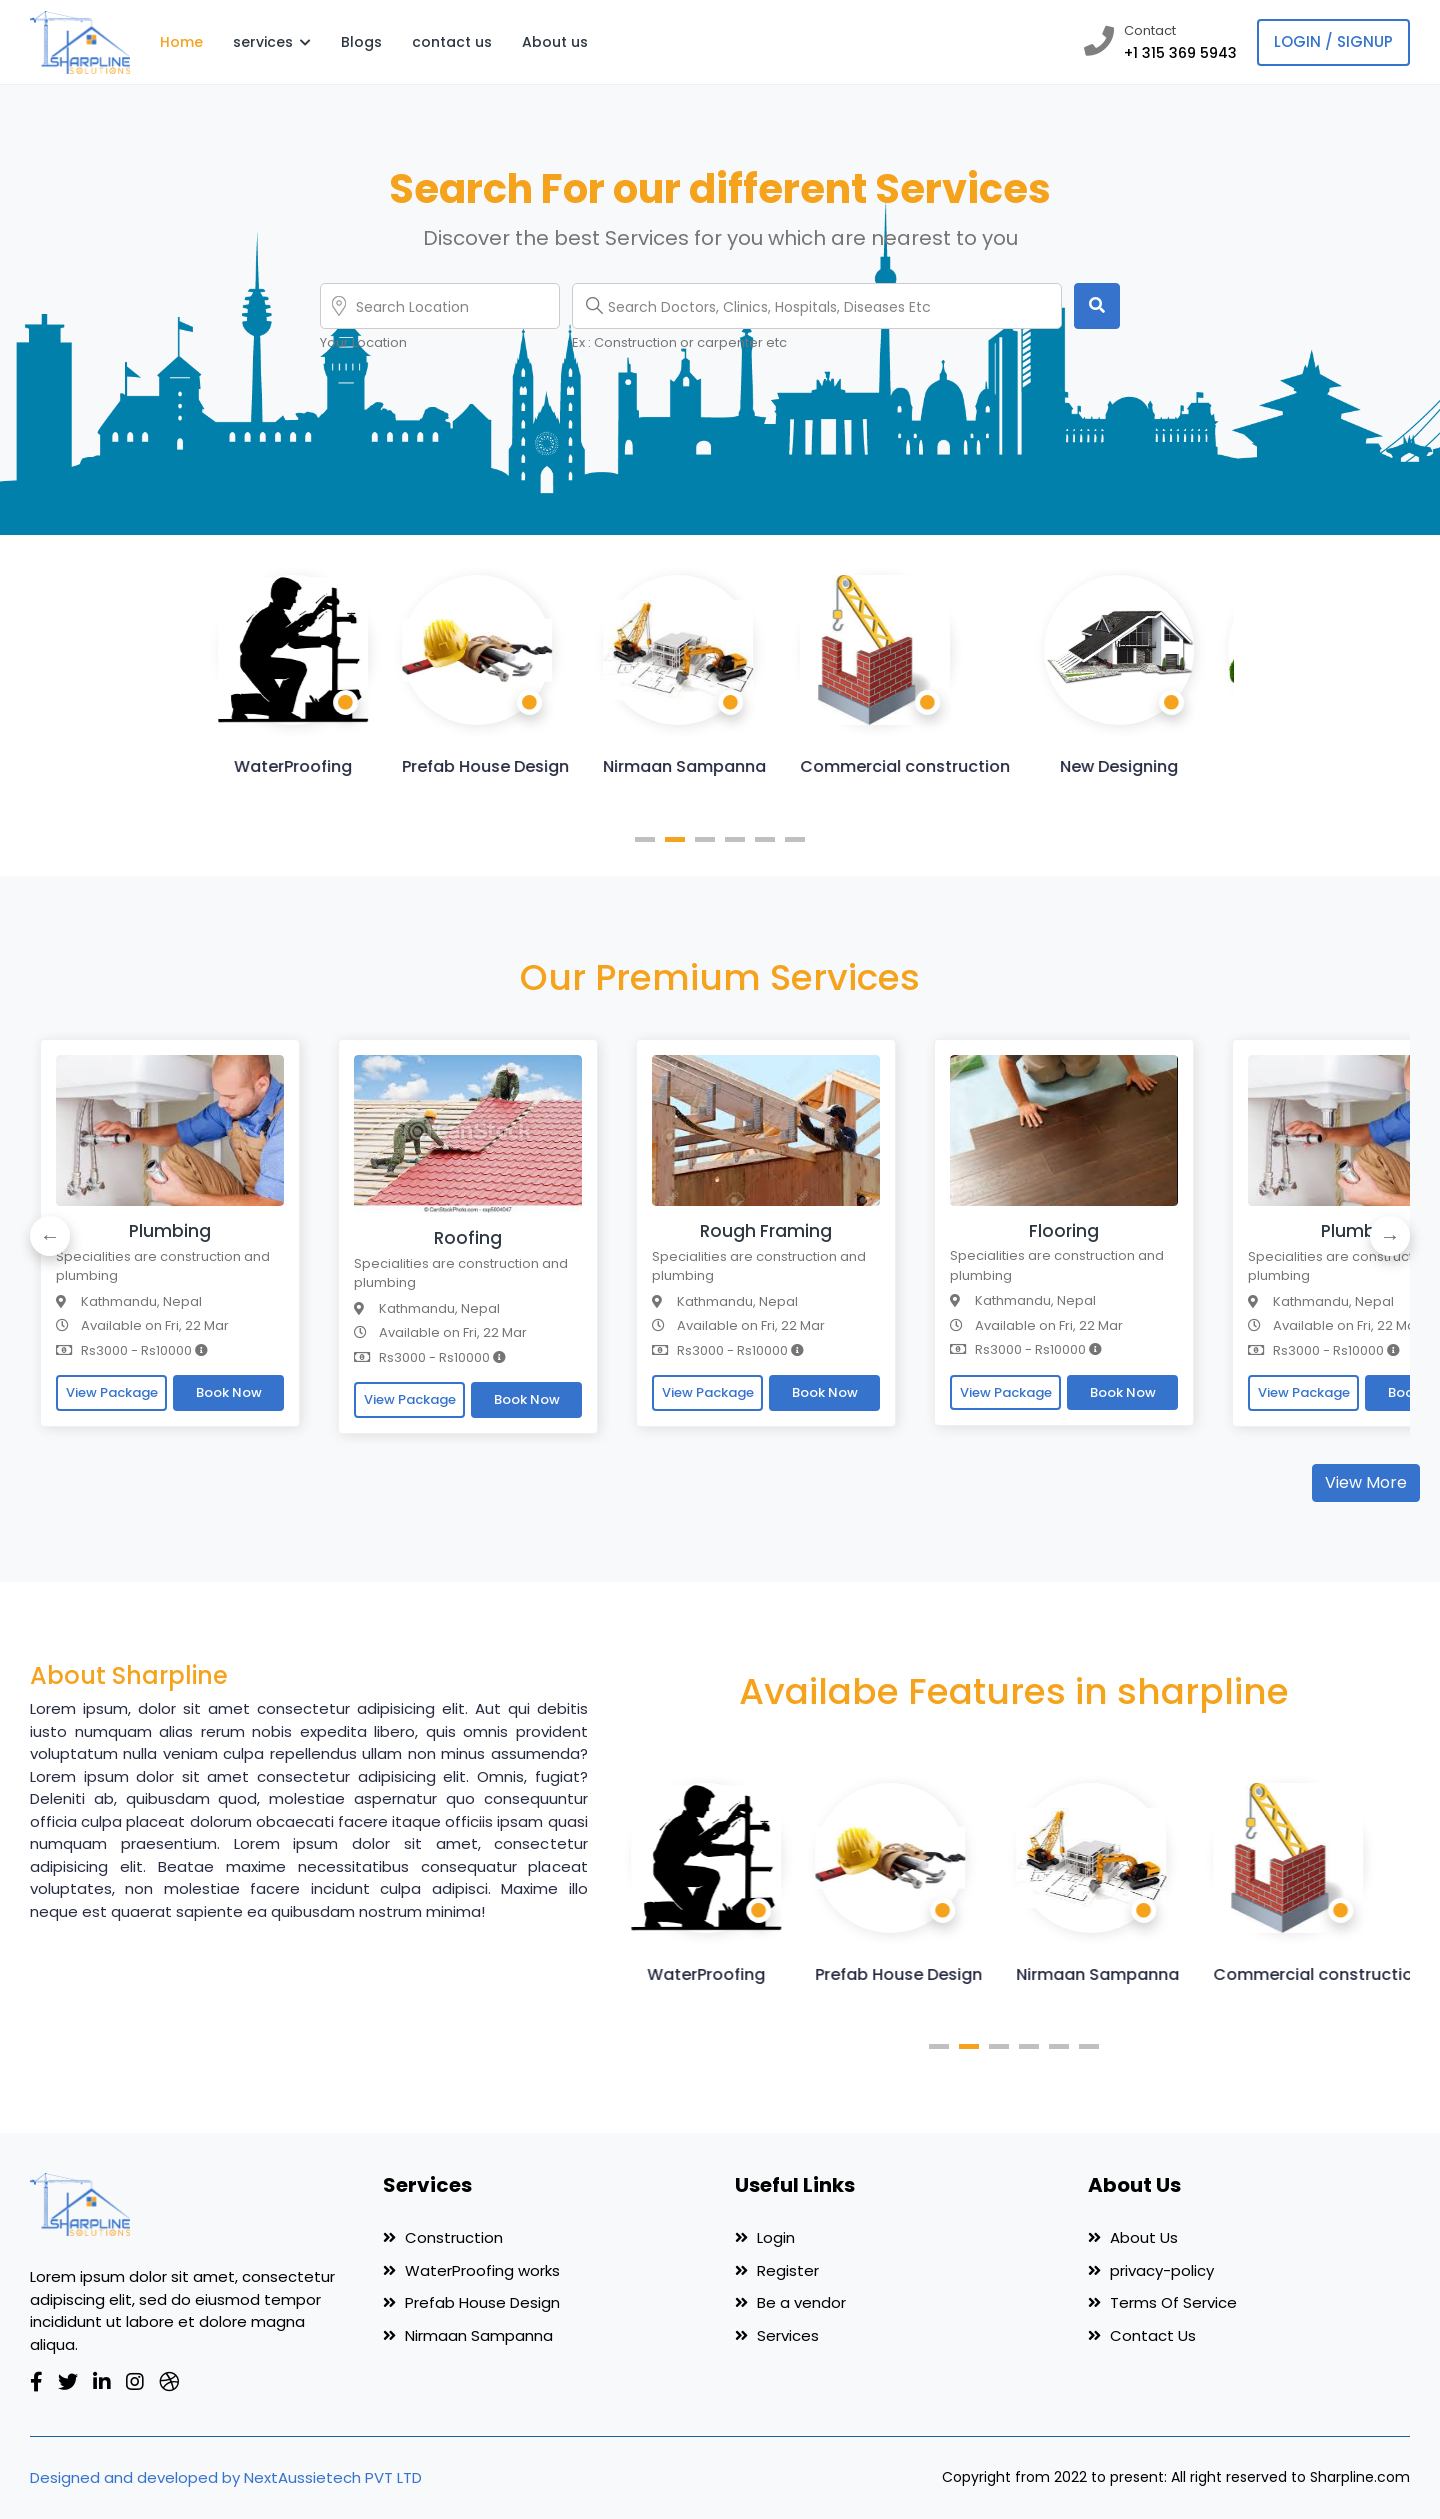 SHARPLINE
SOLUTIONS
Home
services
Blogs
contact us
About us
Contact
+1 315 369 5943
LOGIN / SIGNUP
Search For our different Services
Discover the best Services for you which are nearest to you
Search Location
Search Doctors, Clinics, Hospitals, Diseases Etc
Your Location
Ex : Construction or carpenter etc
WaterProofing
Prefab House Design
Nirmaan Sampanna
Commercial construction
New Designing
Our Premium Services
Plumbing
Specialities are construction and
plumbing
Kathmandu, Nepal
Available on Fri, 22 Mar
Rs3000 - Rs10000
View Package
Book Now
Roofing
Specialities are construction and
plumbing
Kathmandu, Nepal
Available on Fri, 22 Mar
Rs3000 - Rs10000
View Package
Book Now
Rough Framing
Specialities are construction and
plumbing
Kathmandu, Nepal
Available on Fri, 22 Mar
Rs3000 - Rs10000
View Package
Book Now
Flooring
Specialities are construction and
plumbing
Kathmandu, Nepal
Available on Fri, 22 Mar
Rs3000 - Rs10000
View Package
Book Now
Plumb
Specialities are construct
plumbing
Kathmandu, Nepal
Available on Fri, 22 Ma
Rs3000 - Rs10000
View Package
Boo
View More
About Sharpline
Lorem ipsum, dolor sit amet consectetur adipisicing elit. Aut qui debitis
iusto numquam alias rerum nobis expedita libero, quis omnis provident
voluptatum nulla veniam culpa repellendus ullam non minus assumenda?
Lorem ipsum dolor sit amet consectetur adipisicing elit. Omnis, fugiat?
Deleniti ab, quibusdam quod, molestiae aspernatur quo consequuntur
officia culpa placeat dolorum obcaecati facere itaque officiis ipsam quasi
numquam praesentium. Lorem ipsum dolor sit amet, consectetur
adipisicing elit. Beatae maxime necessitatibus consequatur placeat
voluptates, non molestiae facere incidunt culpa adipisci. Maxime illo
neque est quaerat sapiente ea quibusdam nostrum minima!
Availabe Features in sharpline
WaterProofing
Prefab House Design
Nirmaan Sampanna
Commercial constructio
SHARPLINE
SOLUTIONS
Lorem ipsum dolor sit amet, consectetur
adipiscing elit, sed do eiusmod tempor
incididunt ut labore et dolore magna
aliqua.
Services
Construction
WaterProofing works
Prefab House Design
Nirmaan Sampanna
Useful Links
Login
Register
Be a vendor
Services
About Us
About Us
privacy-policy
Terms Of Service
Contact Us
Designed and developed by NextAussietech PVT LTD
Copyright from 2022 to present: All right reserved to Sharpline.com